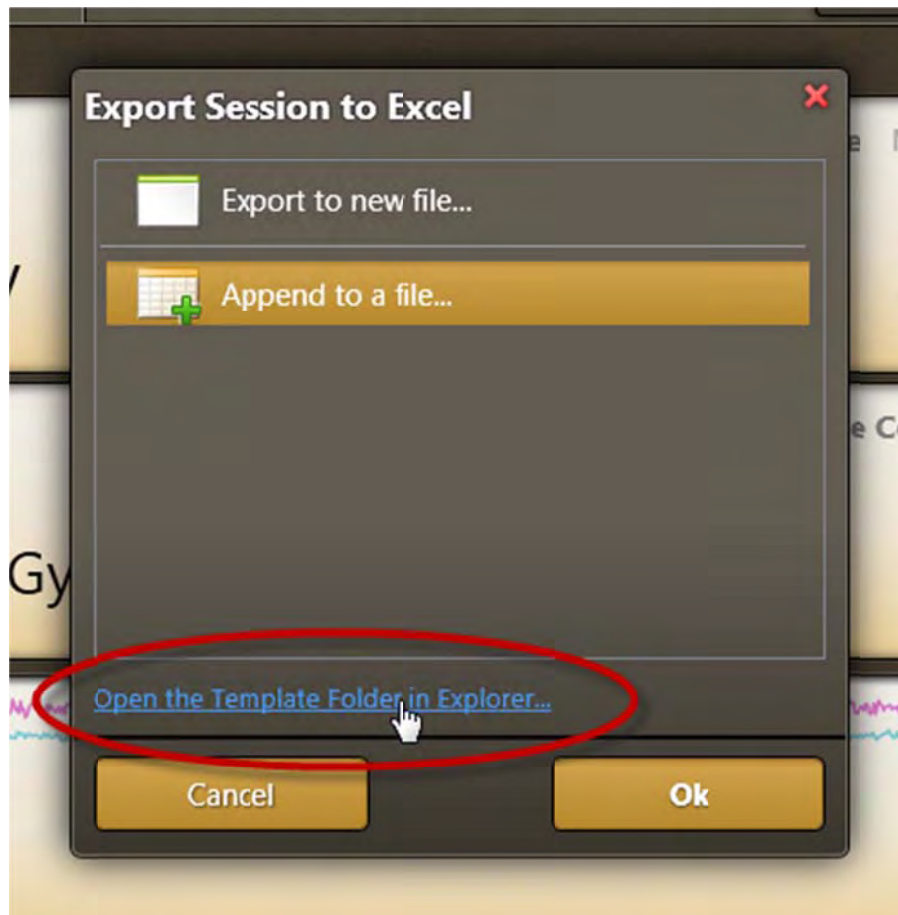 Export Session to Excel
Export to new file...
Append to a file...
Gy
Open the Template Folder in Explorer...
Cancel
Ok